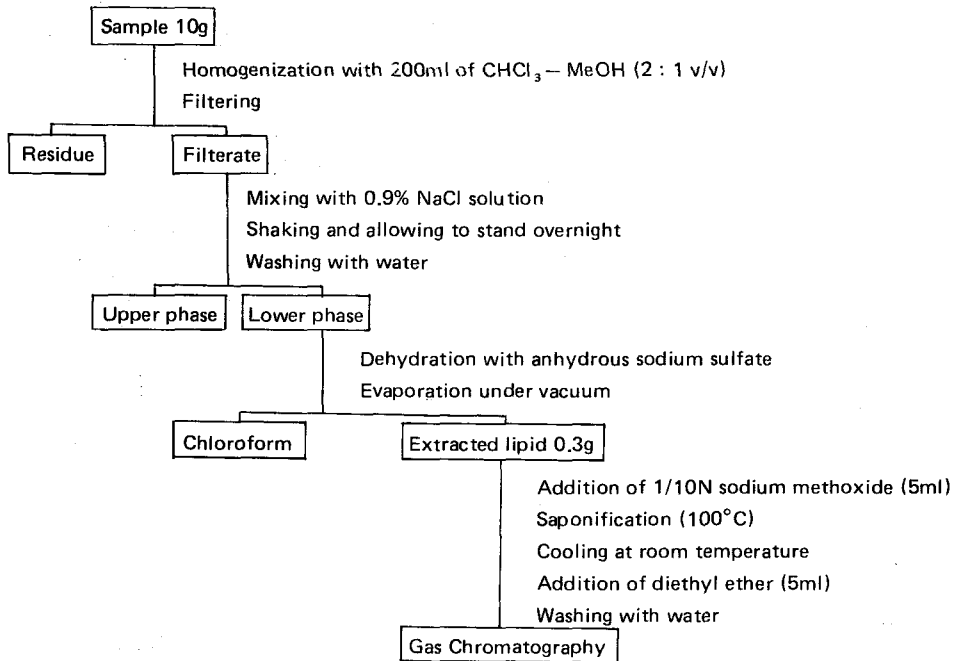 Sample 10g
Homogenization with 200ml of CHCl₃ – MeOH (2 : 1 v/v)
Filtering
Residue
Filterate
Mixing with 0.9% NaCl solution
Shaking and allowing to stand overnight
Washing with water
Upper phase
Lower phase
Dehydration with anhydrous sodium sulfate
Evaporation under vacuum
Chloroform
Extracted lipid 0.3g
Addition of 1/10N sodium methoxide (5ml)
Saponification (100°C)
Cooling at room temperature
Addition of diethyl ether (5ml)
Washing with water
Gas Chromatography